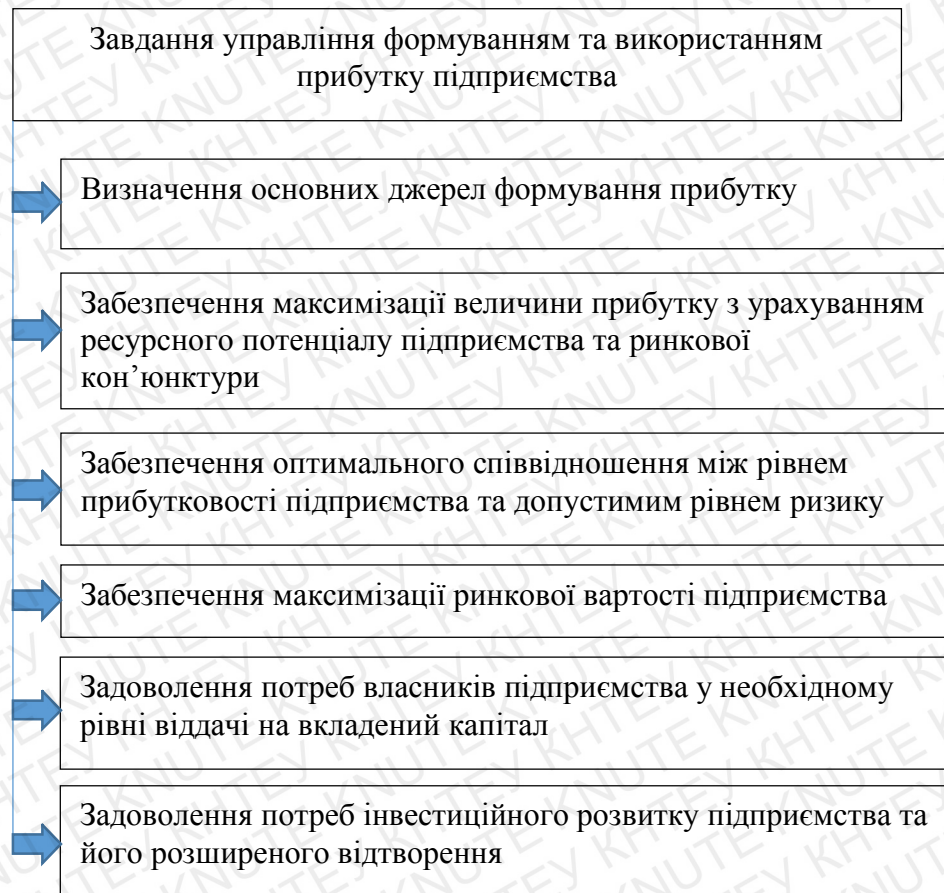 Завдання управління формуванням та використанням
прибутку підприємства
Визначення основних джерел формування прибутку
Забезпечення максимізації величини прибутку з урахуванням
ресурсного потенціалу підприємства та ринкової
кон’юнктури
Забезпечення оптимального співвідношення між рівнем
прибутковості підприємства та допустимим рівнем ризику
Забезпечення максимізації ринкової вартості підприємства
Задоволення потреб власників підприємства у необхідному
рівні віддачі на вкладений капітал
Задоволення потреб інвестиційного розвитку підприємства та
його розширеного відтворення